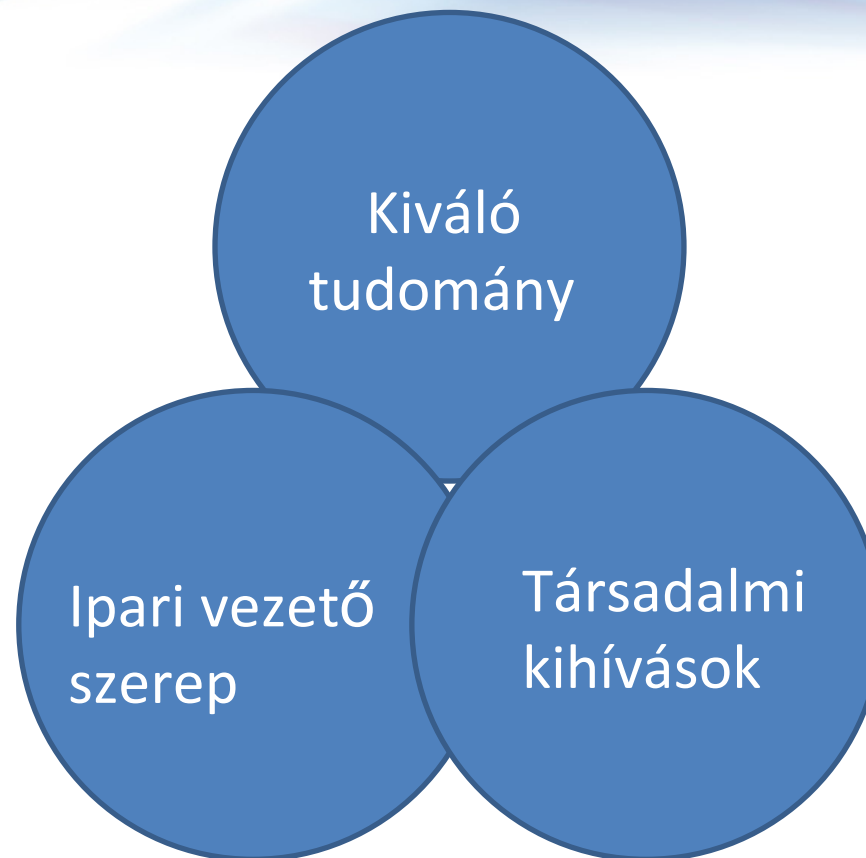 Kiváló
tudomány
Ipari vezető
szerep
Társadalmi
kihívások